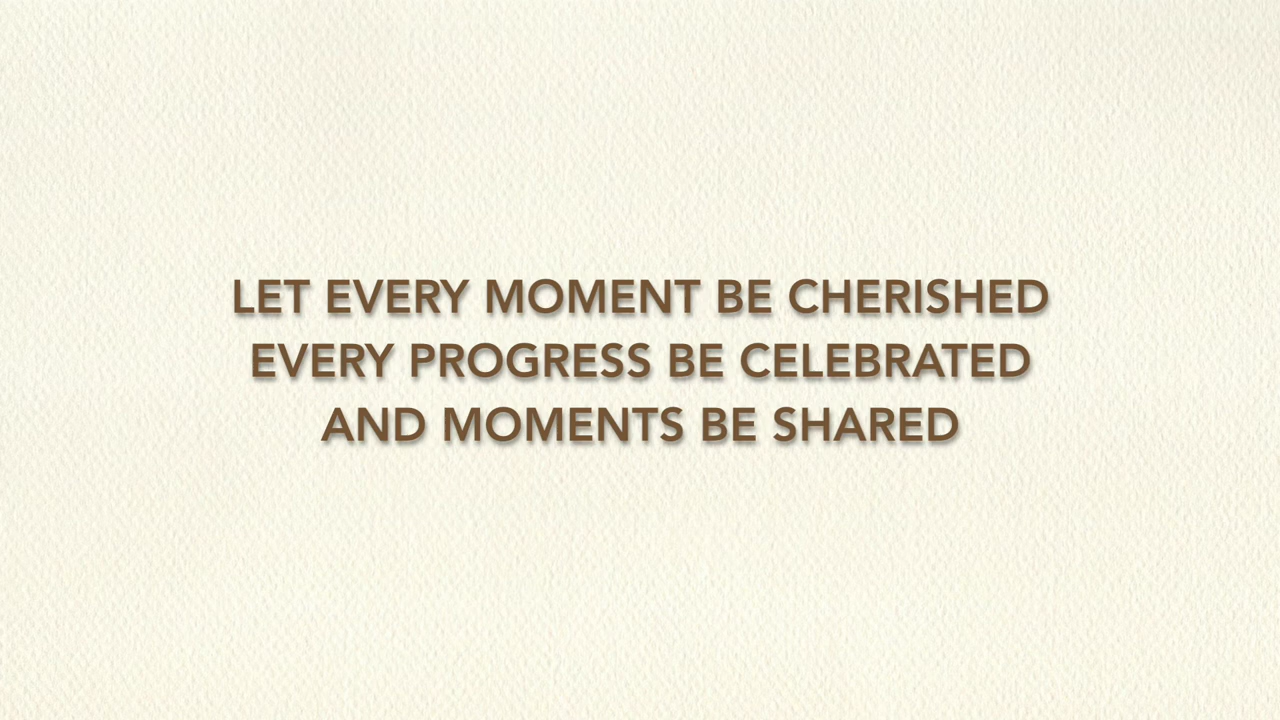 LET EVERY MOMENT BE CHERISHED
EVERY PROGRESS BE CELEBRATED
AND MOMENTS BE SHARED